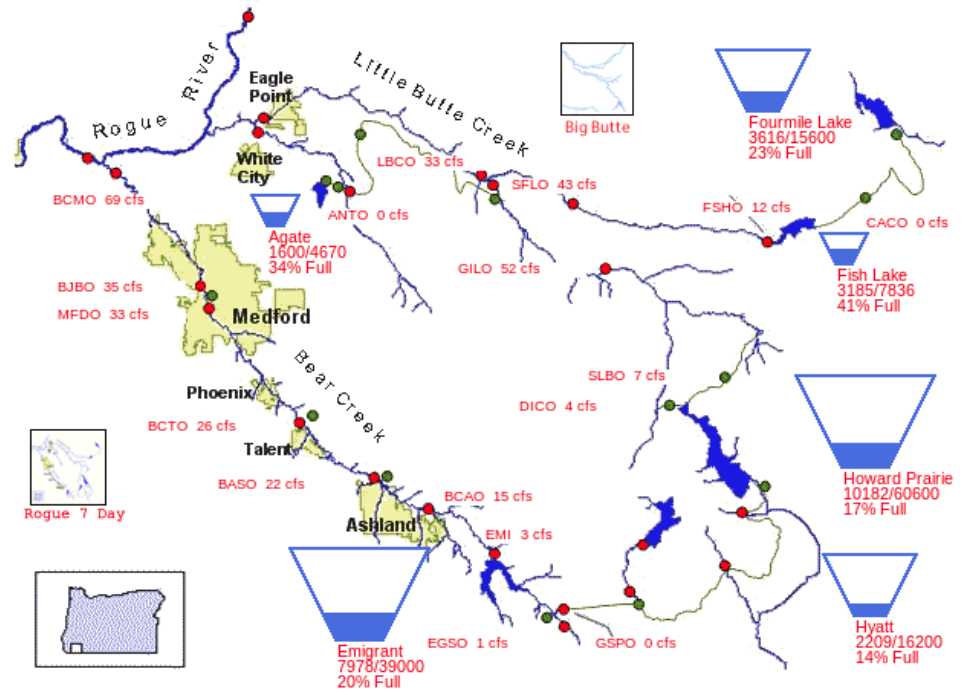 Rogue
River
Eagle
Point
White
City
Little Butte Creek
Big Butte
Fourmile Lake
3616/15600
23% Full
LBCO 33 cfs
SFLO 43 cfs
BCMO 69 cfs
ANTO 0 cfs
FSHO 12 cfs
CACO 0 cfs
Agate
1600/4670
34% Full
GILO 52 cfs
Fish Lake
3185/7836
41% Full
BJBO 35 cfs
MFDO 33 cfs
Medford
Bear Creek
Phoenix
SLBO 7 cfs
DICO 4 cfs
BCTO 26 cfs
Talent
BASO 22 cfs
Howard Prairie
10182/60600
17% Full
Rogue 7 Day
BCAO 15 cfs
Ashland
EMI 3 cfs
EGSO 1 cfs
GSPO 0 cfs
Emigrant
7978/39000
20% Full
Hyatt
2209/16200
14% Full